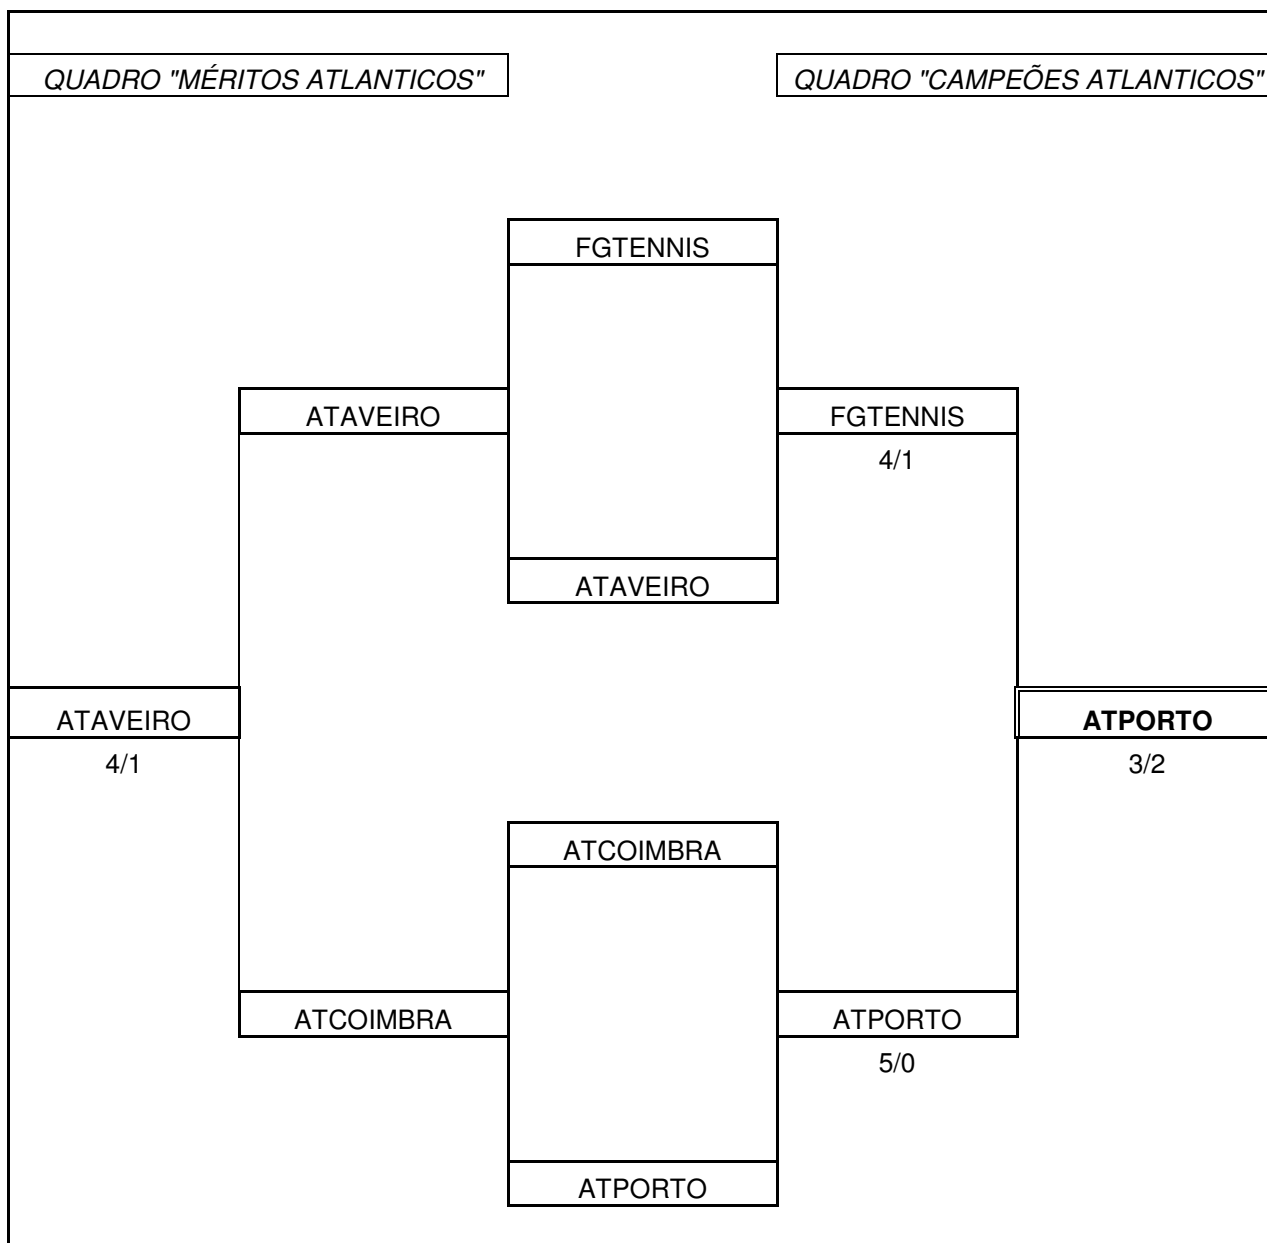 QUADRO "MÉRITOS ATLANTICOS"
QUADRO "CAMPEÕES ATLANTICOS"
FGTENNIS
ATAVEIRO
FGTENNIS
4/1
ATAVEIRO
ATAVEIRO
ATPORTO
4/1
3/2
ATCOIMBRA
ATCOIMBRA
ATPORTO
5/0
ATPORTO